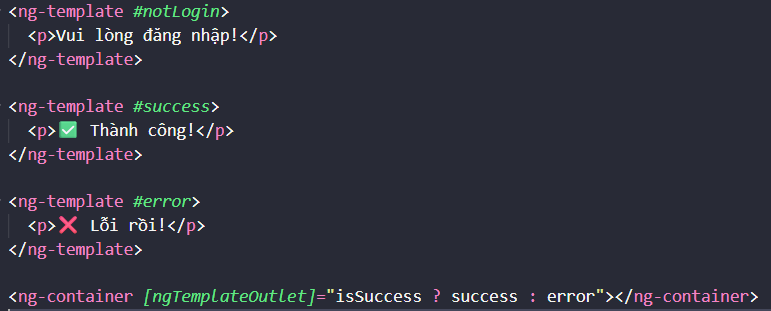 <ng-template #notLogin>
  <p>Vui lòng đăng nhập!</p>
</ng-template>

<ng-template #success>
  <p>✅ Thành công!</p>
</ng-template>

<ng-template #error>
  <p>❌ Lỗi rồi!</p>
</ng-template>

<ng-container [ngTemplateOutlet]="isSuccess ? success : error"></ng-container>